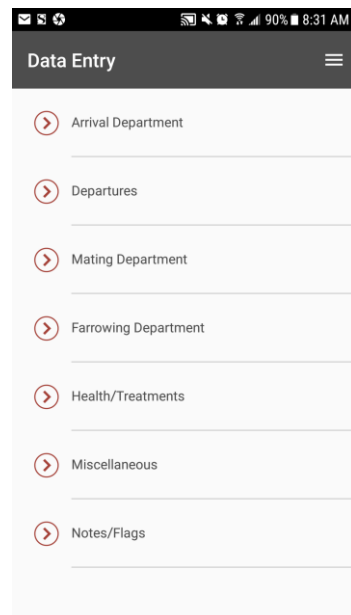 90% 8:31 AM
Data Entry
Arrival Department
Departures
Mating Department
Farrowing Department
Health/Treatments
Miscellaneous
Notes/Flags